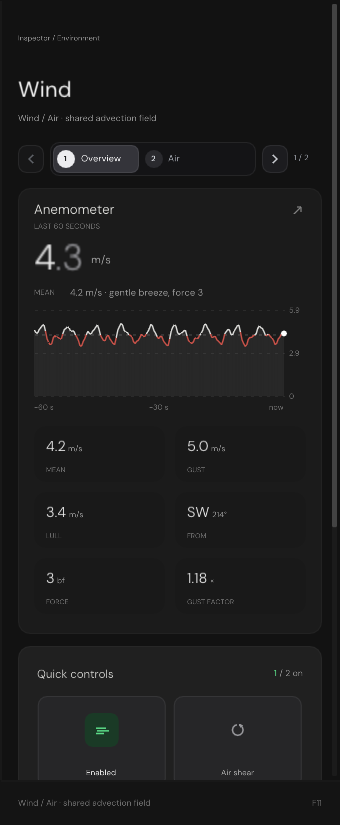 Inspector / Environment
Wind
Wind / Air · shared advection field
1 Overview 2 Air 1 / 2
Anemometer
LAST 60 SECONDS
4.3 m/s
MEAN 4.2 m/s · gentle breeze, force 3
5.9
2.9
0
−60 s −30 s now
4.2 m/s 5.0 m/s
MEAN GUST
3.4 m/s SW 214°
LULL FROM
3 bf 1.18 ×
FORCE GUST FACTOR
Quick controls 1 / 2 on
Enabled Air shear
Wind / Air · shared advection field F11